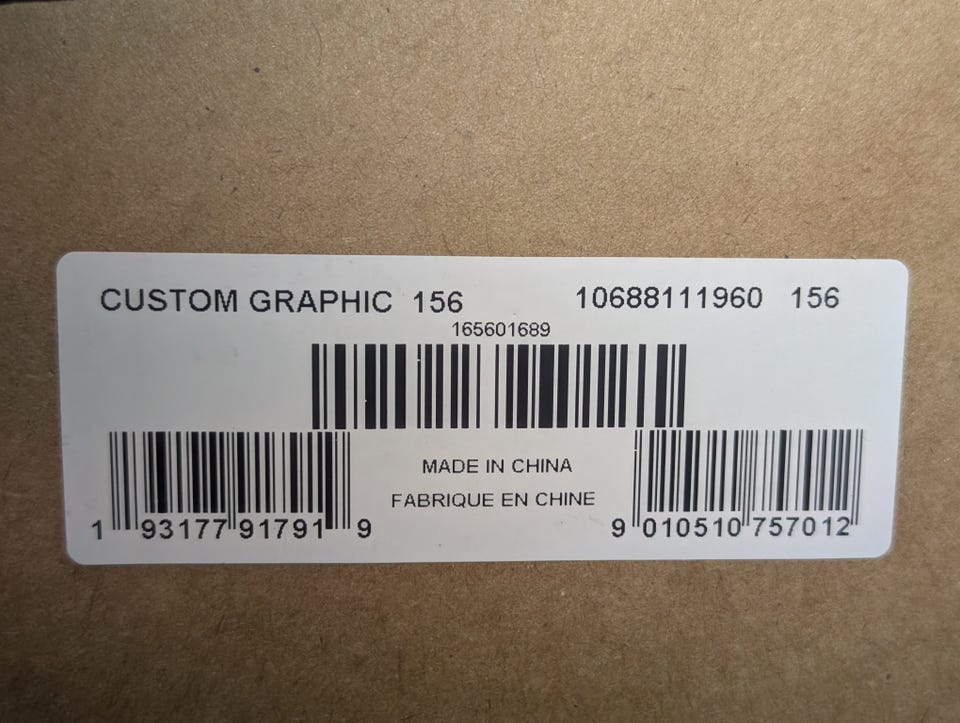 CUSTOM GRAPHIC 156 10688111960 156
165601689
MADE IN CHINA
FABRIQUE EN CHINE
1 93177 91791 9 9 010510 757012